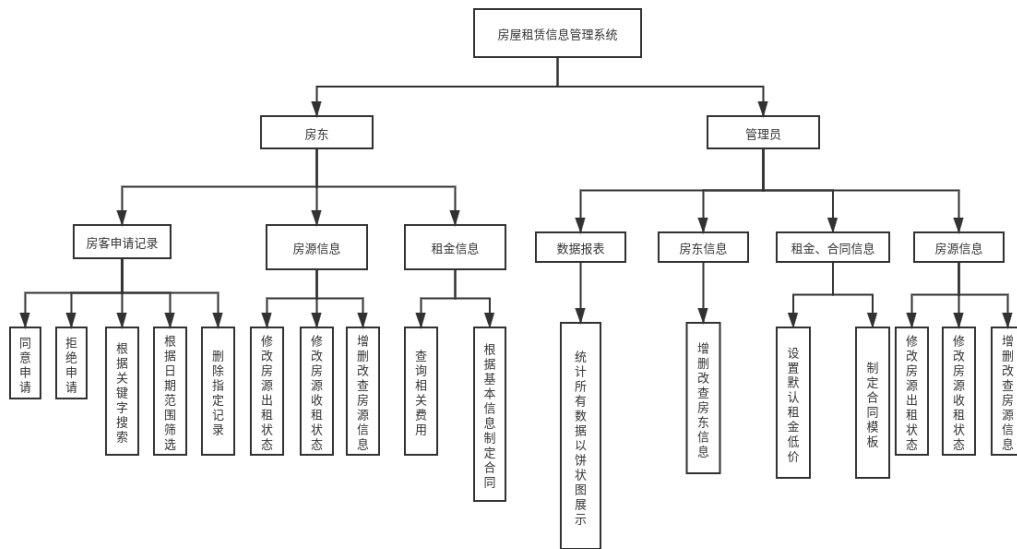 房屋租赁信息管理系统
房东
管理员
房客申请记录
房源信息
租金信息
数据报表
房东信息
租金、合同信息
房源信息
同意申请
拒绝申请
根据关键字搜索
根据日期范围筛选
删除指定记录
修改房源出租状态
修改房源收租状态
增删改查房源信息
查询相关费用
根据基本信息制定合同
统计所有数据以饼状图展示
增删改查房东信息
设置默认租金低价
制定合同模板
修改房源出租状态
修改房源收租状态
增删改查房源信息